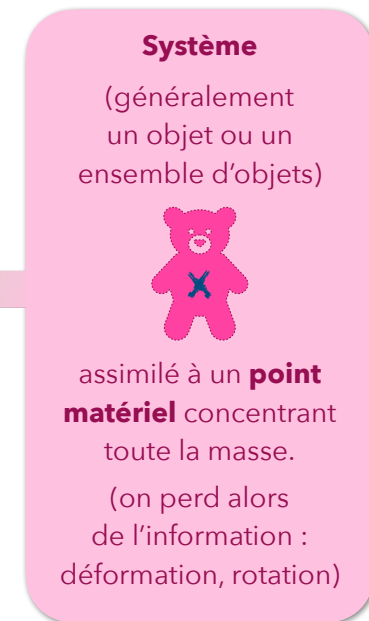 Système
(généralement
un objet ou un
ensemble d'objets)
assimilé à un point
matériel concentrant
toute la masse.
(on perd alors
de l'information :
déformation, rotation)